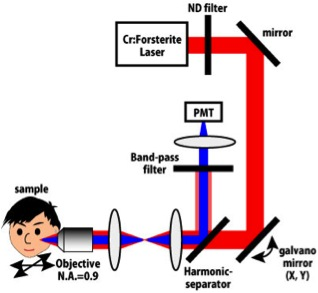 ND filter
Cr:Forsterite
Laser
mirror
PMT
Band-pass
filter
sample
Objective
N.A.=0.9
Harmonic-
separator
galvano
mirror
(X, Y)